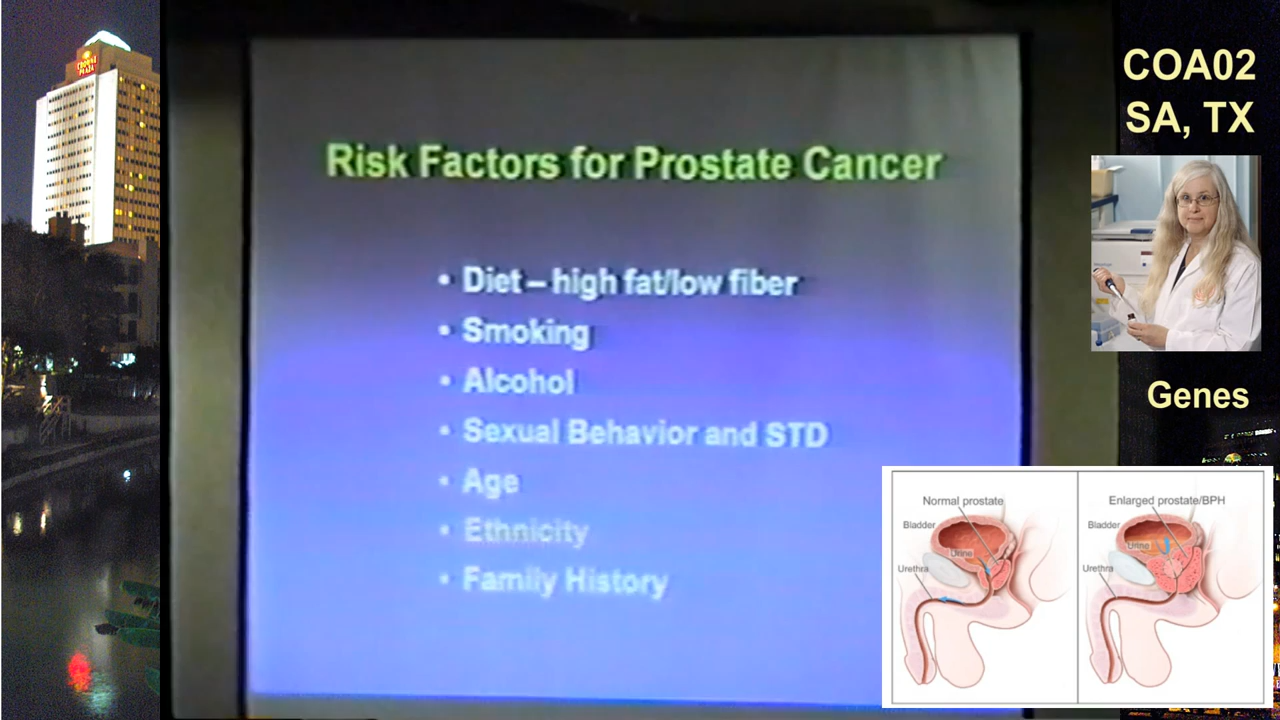 Risk Factors for Prostate Cancer
• Diet – high fat/low fiber
• Smoking
• Alcohol
• Sexual Behavior and STD
• Age
• Ethnicity
• Family History
COA02
SA, TX
Genes
Normal prostate
Bladder
Urine
Urethra
Enlarged prostate/BPH
Bladder
Urine
Urethra